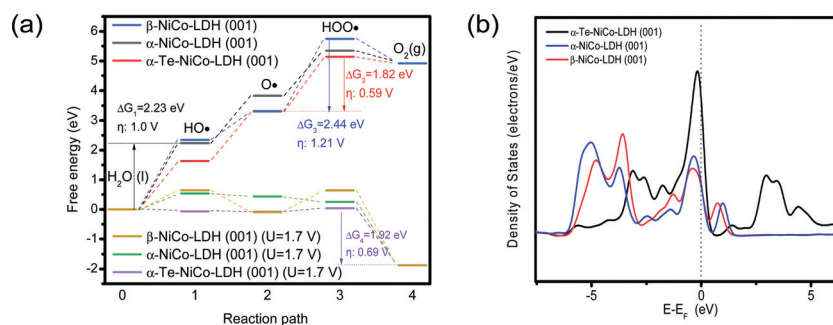 (a)
β-NiCo-LDH (001)
α-NiCo-LDH (001)
α-Te-NiCo-LDH (001)
HOO•
O₂(g)
O•
HO•
H₂O (l)
ΔG₁=2.23 eV
η: 1.0 V
ΔG₃=1.82 eV
η: 0.59 V
ΔG₃=2.44 eV
η: 1.21 V
ΔG₄=1.92 eV
η: 0.69 V
β-NiCo-LDH (001) (U=1.7 V)
α-NiCo-LDH (001) (U=1.7 V)
α-Te-NiCo-LDH (001) (U=1.7 V)
Free energy (eV)
6
5
4
3
2
1
0
-1
-2
0 1 2 3 4
Reaction path
(b)
α-Te-NiCo-LDH (001)
α-NiCo-LDH (001)
β-NiCo-LDH (001)
Density of States (electrons/eV)
-5 0 5
E-E_F (eV)